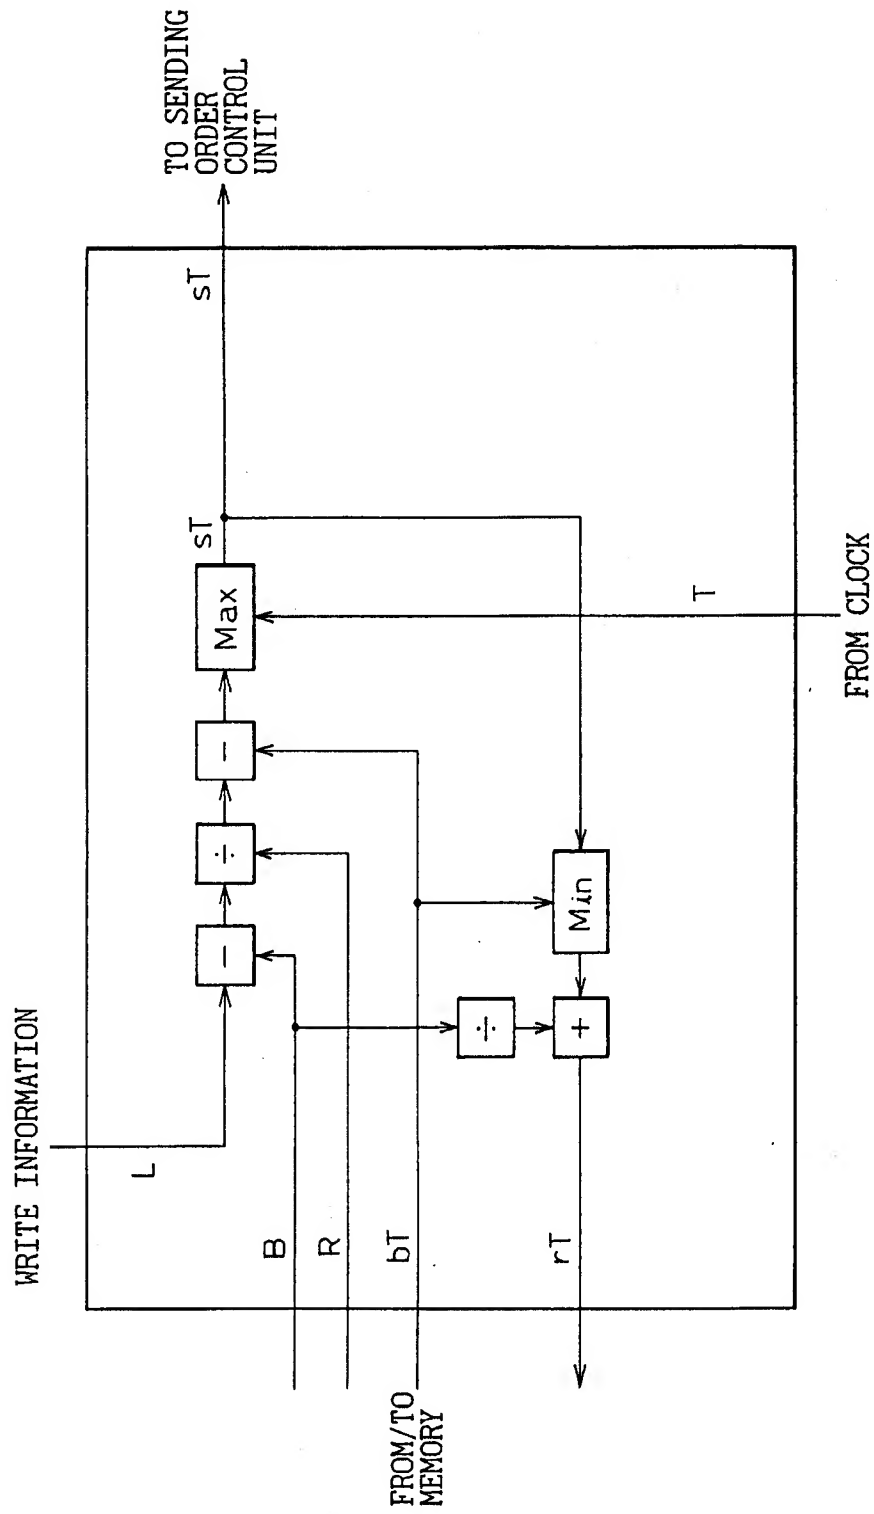 WRITE INFORMATION
L
B
R
bT
rT
FROM/TO
MEMORY
−
÷
−
Max
sT
sT
TO SENDING
ORDER
CONTROL
UNIT
÷
+
Min
T
FROM CLOCK